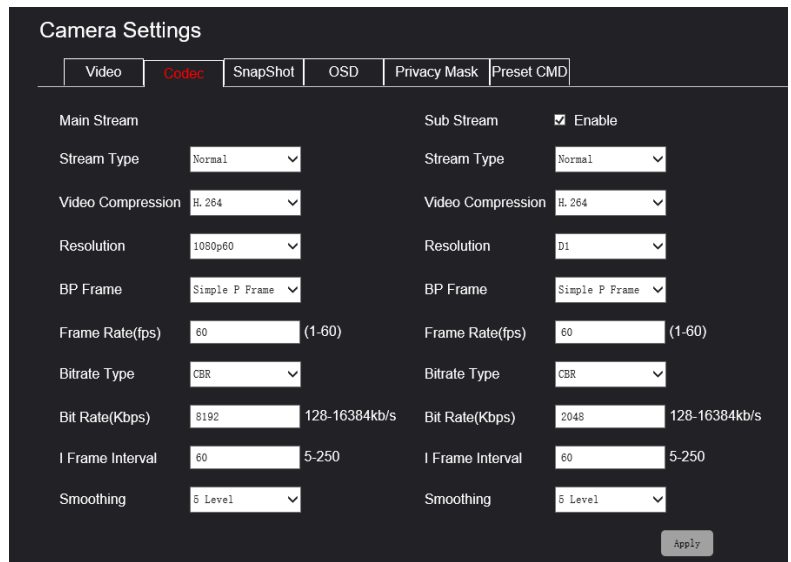 Camera Settings
Video Codec SnapShot OSD Privacy Mask Preset CMD
Main Stream Sub Stream Enable
Stream Type Normal Stream Type Normal
Video Compression H.264 Video Compression H.264
Resolution 1080p60 Resolution D1
BP Frame Simple P Frame BP Frame Simple P Frame
Frame Rate(fps) 60 (1-60) Frame Rate(fps) 60 (1-60)
Bitrate Type CBR Bitrate Type CBR
Bit Rate(Kbps) 8192 128-16384kb/s Bit Rate(Kbps) 2048 128-16384kb/s
I Frame Interval 60 5-250 I Frame Interval 60 5-250
Smoothing 5 Level Smoothing 5 Level
Apply